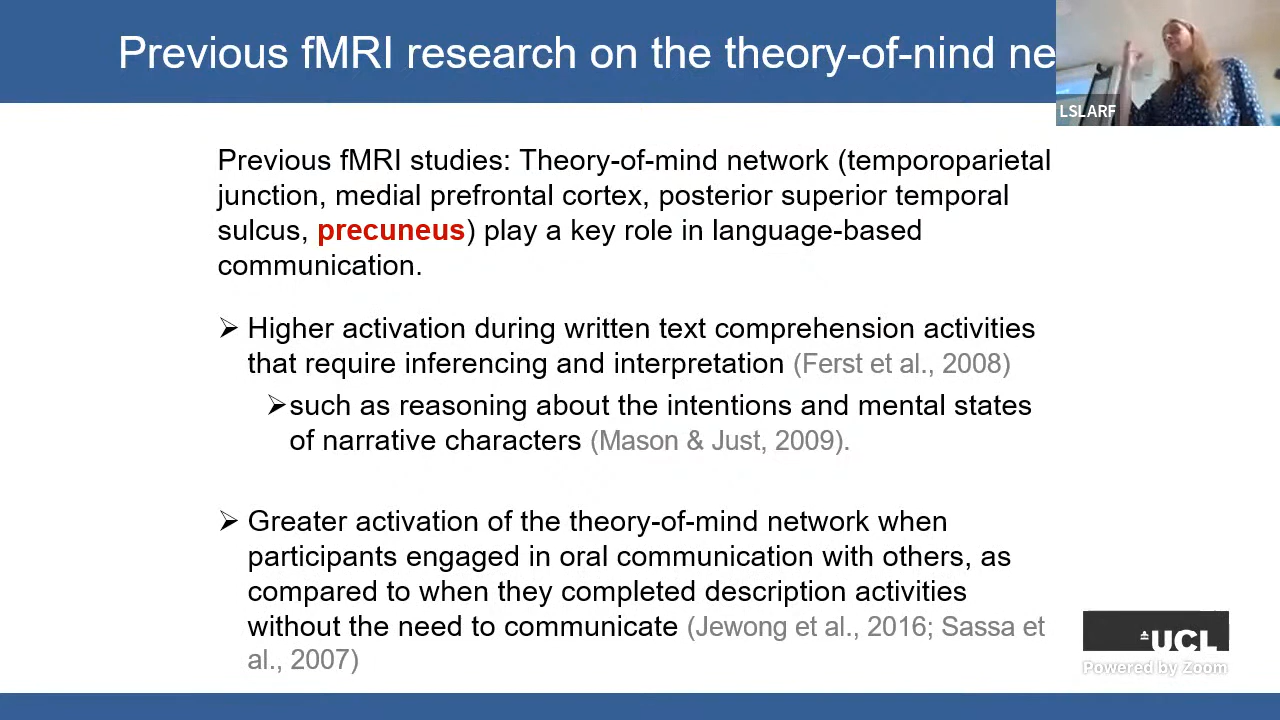 Previous fMRI research on the theory-of-nind ne
LSLARF
Previous fMRI studies: Theory-of-mind network (temporoparietal
junction, medial prefrontal cortex, posterior superior temporal
sulcus, precuneus) play a key role in language-based
communication.
➢ Higher activation during written text comprehension activities
that require inferencing and interpretation (Ferst et al., 2008)
➢such as reasoning about the intentions and mental states
of narrative characters (Mason & Just, 2009).
➢ Greater activation of the theory-of-mind network when
participants engaged in oral communication with others, as
compared to when they completed description activities
without the need to communicate (Jewong et al., 2016; Sassa et
al., 2007)
UCL
Powered by Zoom